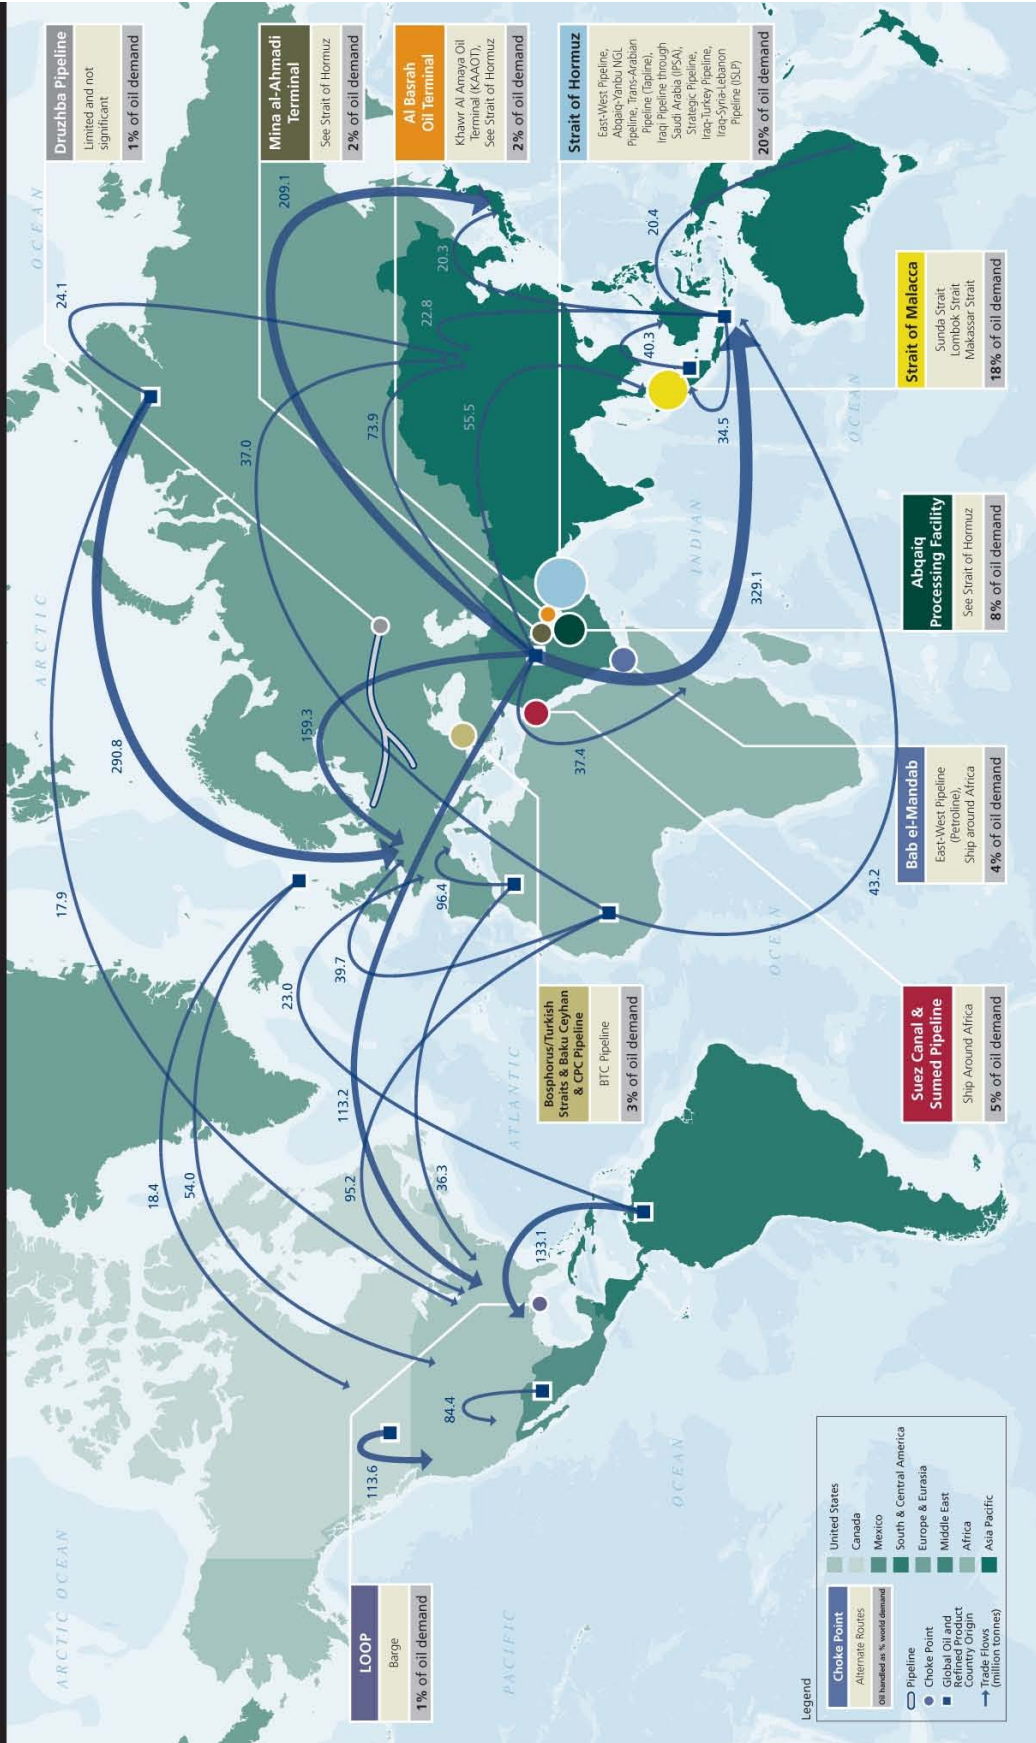 ARCTIC OCEAN
ARCTIC
OCEAN
PACIFIC
OCEAN
ATLANTIC
OCEAN
INDIAN
OCEAN
LOOP
Barge
1% of oil demand
Druzhba Pipeline
Limited and not
significant
1% of oil demand
Mina al-Ahmadi
Terminal
See Strait of Hormuz
2% of oil demand
Al Basrah
Oil Terminal
Khawr Al Amaya Oil
Terminal (KAAOT),
See Strait of Hormuz
2% of oil demand
Strait of Hormuz
East-West Pipeline,
Abqaiq-Yanbu NGL
Pipeline, Trans-Arabian
Pipeline (Tapline),
Iraqi Pipeline through
Saudi Arabia (IPSA),
Strategic Pipeline,
Iraq-Turkey Pipeline,
Iraq-Syria-Lebanon
Pipeline (ISLP)
20% of oil demand
Bosphorus/Turkish
Straits & Baku Ceyhan
& CPC Pipeline
BTC Pipeline
3% of oil demand
Suez Canal &
Sumed Pipeline
Ship Around Africa
5% of oil demand
Bab el-Mandab
East-West Pipeline
(Petroline),
Ship around Africa
4% of oil demand
Abqaiq
Processing Facility
See Strait of Hormuz
8% of oil demand
Strait of Malacca
Sunda Strait
Lombok Strait
Makassar Strait
18% of oil demand
113.6
84.4
18.4
54.0
133.1
95.2
36.3
113.2
23.0
39.7
17.9
96.4
290.8
159.3
37.4
43.2
37.0
73.9
55.5
24.1
209.1
22.8
20.3
20.4
40.3
34.5
329.1
Legend
Choke Point
Alternate Routes
Oil handled as % world demand
Pipeline
Choke Point
Global Oil and
Refined Product
Country Origin
Trade Flows
(million tonnes)
United States
Canada
Mexico
South & Central America
Europe & Eurasia
Middle East
Africa
Asia Pacific